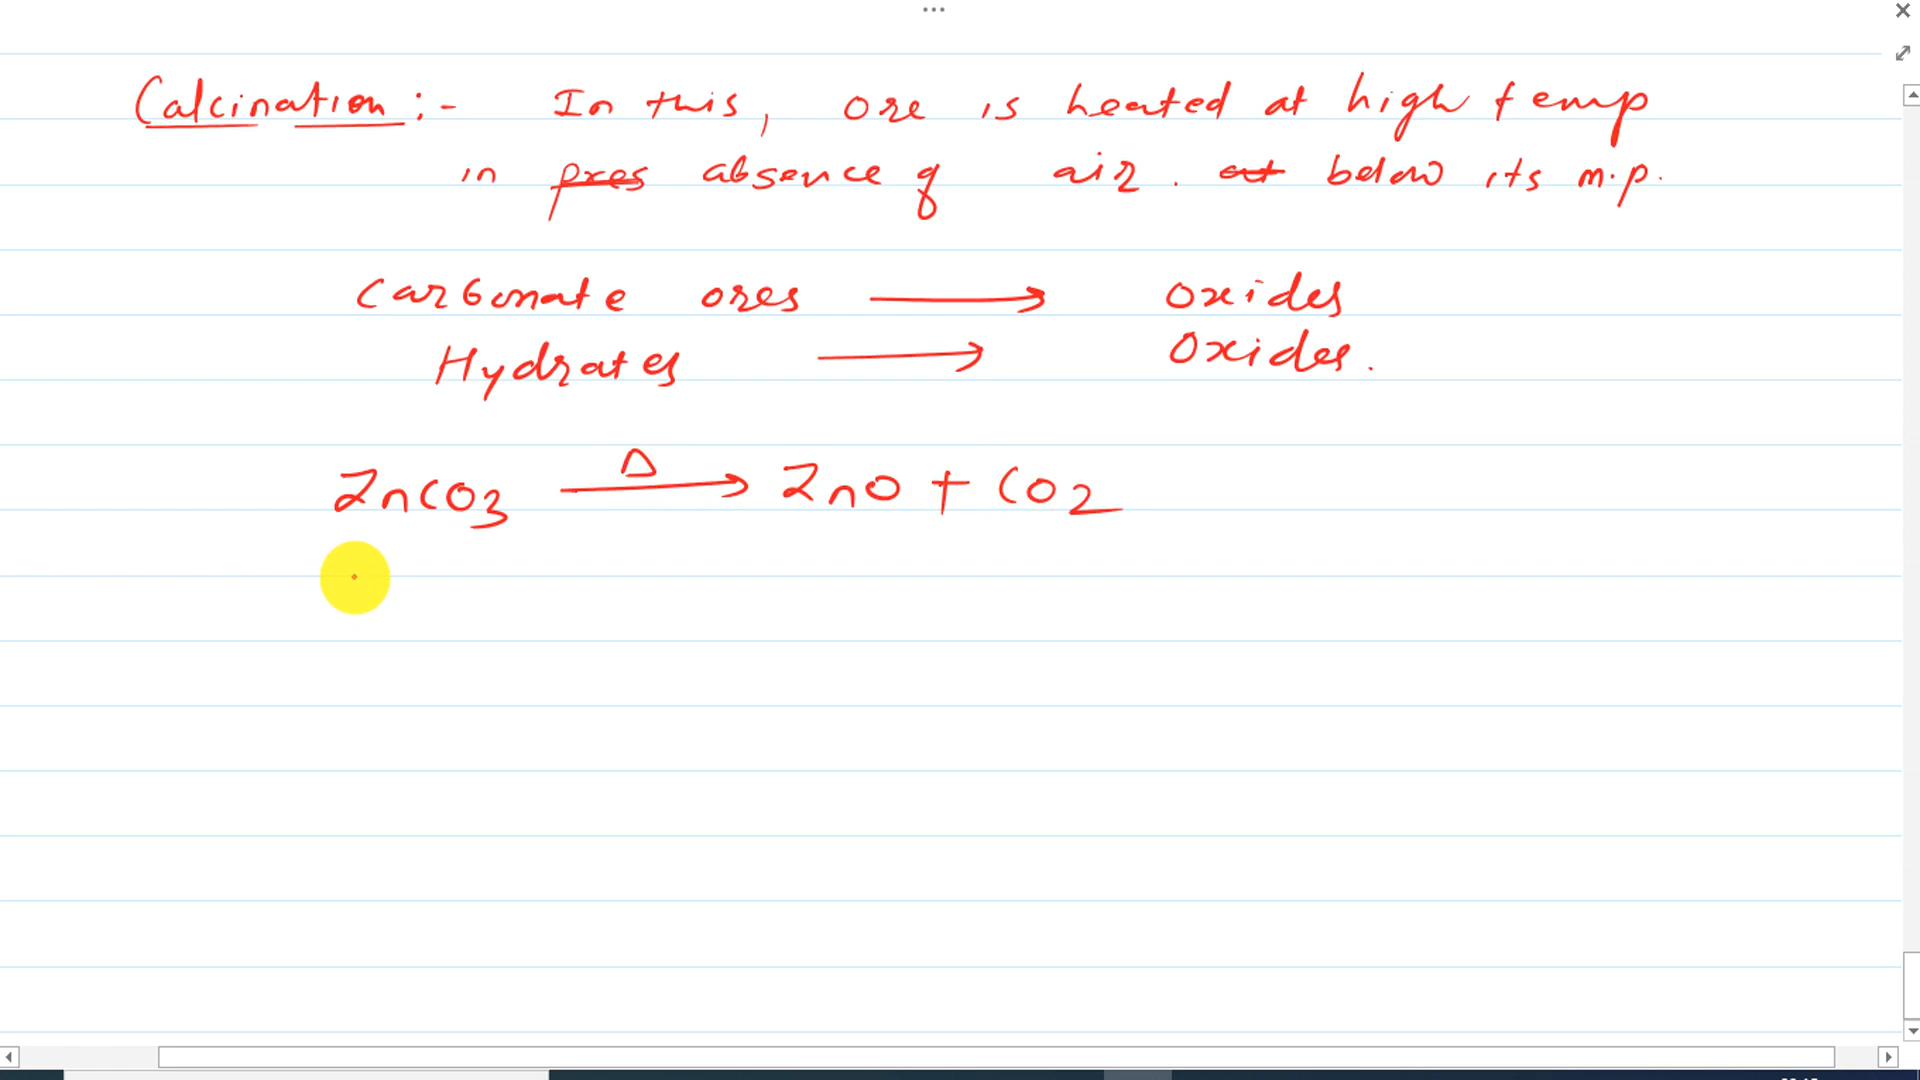 Calcination :- In this, ore is heated at high temp
in pres absence of air. at below its m.p.
Carbonate ores → Oxides
Hydrates → Oxides.
ZnCO3 Δ→ ZnO + CO2